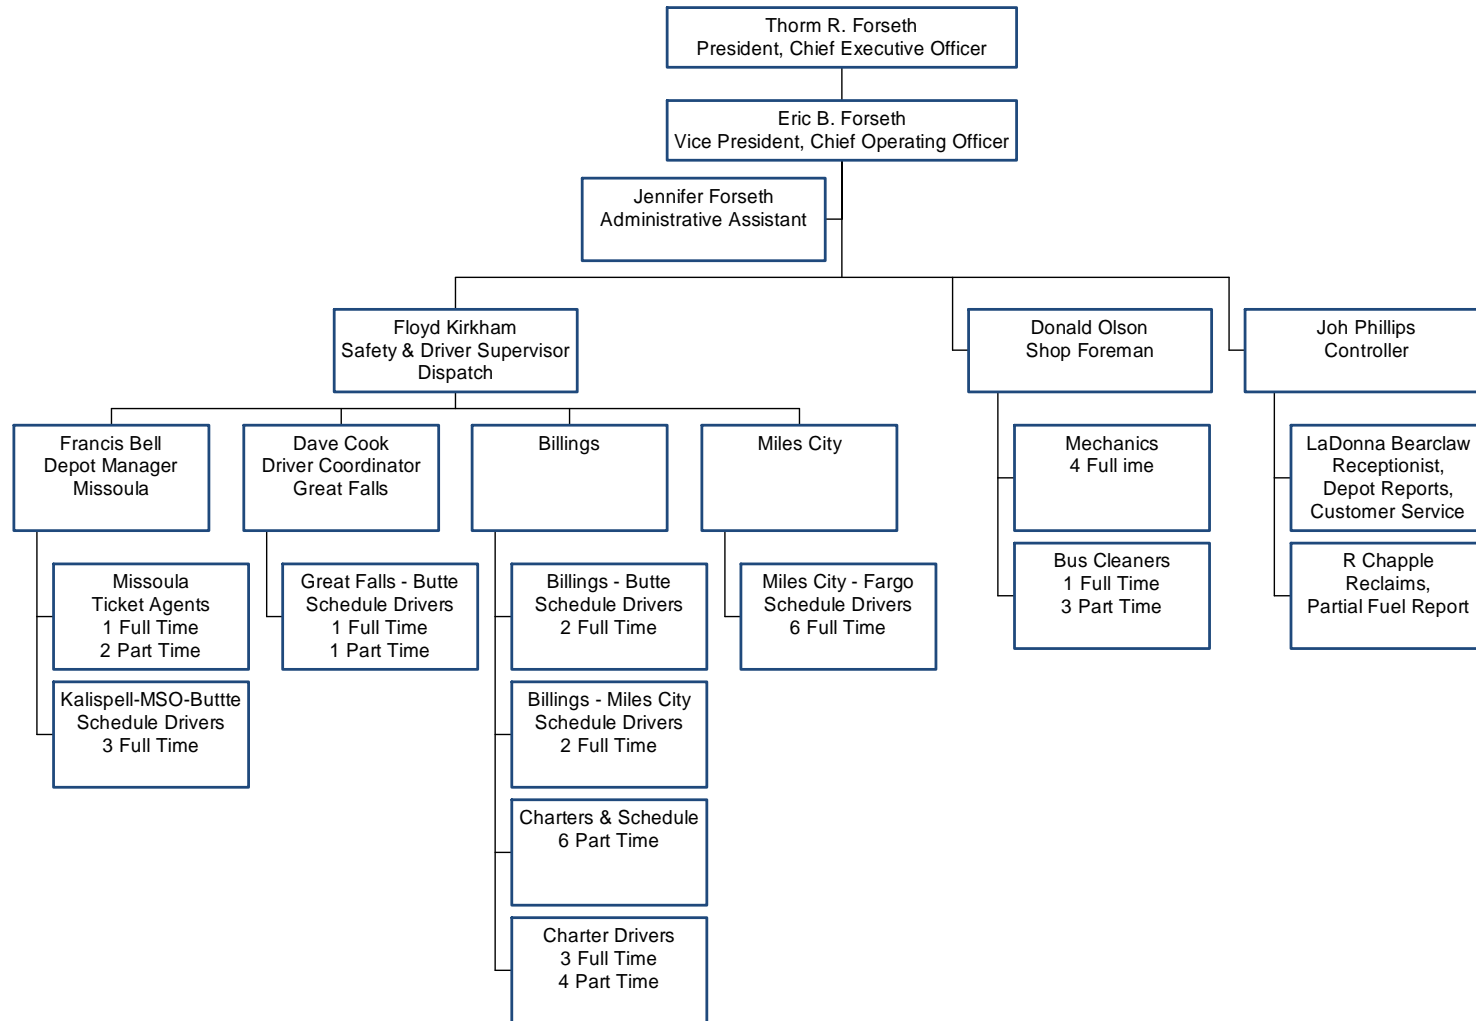 Thorm R. Forseth
President, Chief Executive Officer
Eric B. Forseth
Vice President, Chief Operating Officer
Jennifer Forseth
Administrative Assistant
Floyd Kirkham
Safety & Driver Supervisor
Dispatch
Donald Olson
Shop Foreman
Joh Phillips
Controller
Francis Bell
Depot Manager
Missoula
Dave Cook
Driver Coordinator
Great Falls
Billings
Miles City
Mechanics
4 Full ime
LaDonna Bearclaw
Receptionist,
Depot Reports,
Customer Service
Missoula
Ticket Agents
1 Full Time
2 Part Time
Great Falls - Butte
Schedule Drivers
1 Full Time
1 Part Time
Billings - Butte
Schedule Drivers
2 Full Time
Miles City - Fargo
Schedule Drivers
6 Full Time
Bus Cleaners
1 Full Time
3 Part Time
R Chapple
Reclaims,
Partial Fuel Report
Kalispell-MSO-Buttte
Schedule Drivers
3 Full Time
Billings - Miles City
Schedule Drivers
2 Full Time
Charters & Schedule
6 Part Time
Charter Drivers
3 Full Time
4 Part Time